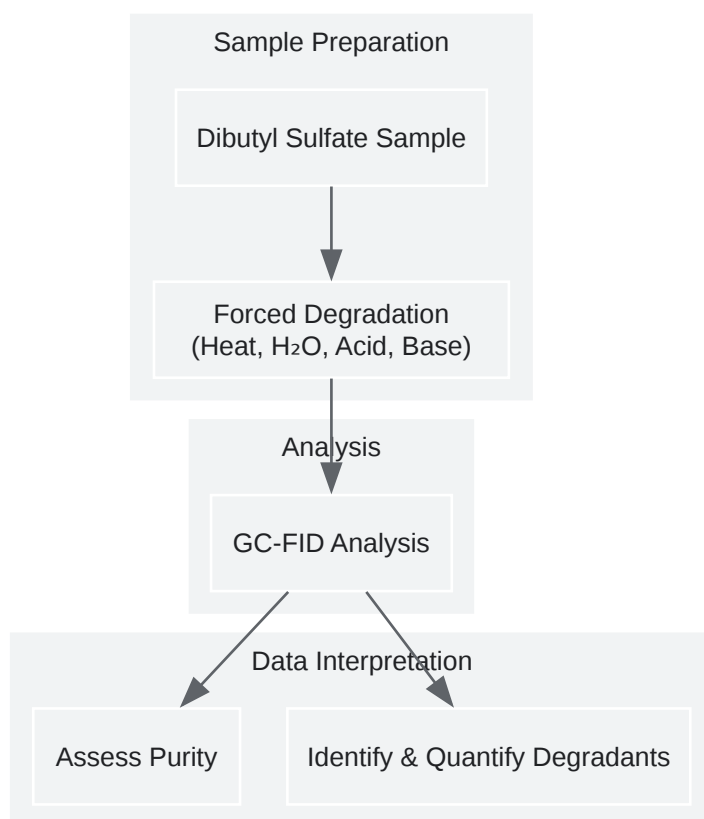 Sample Preparation
Dibutyl Sulfate Sample
Forced Degradation
(Heat, H₂O, Acid, Base)
Analysis
GC-FID Analysis
Data Interpretation
Assess Purity
Identify & Quantify Degradants